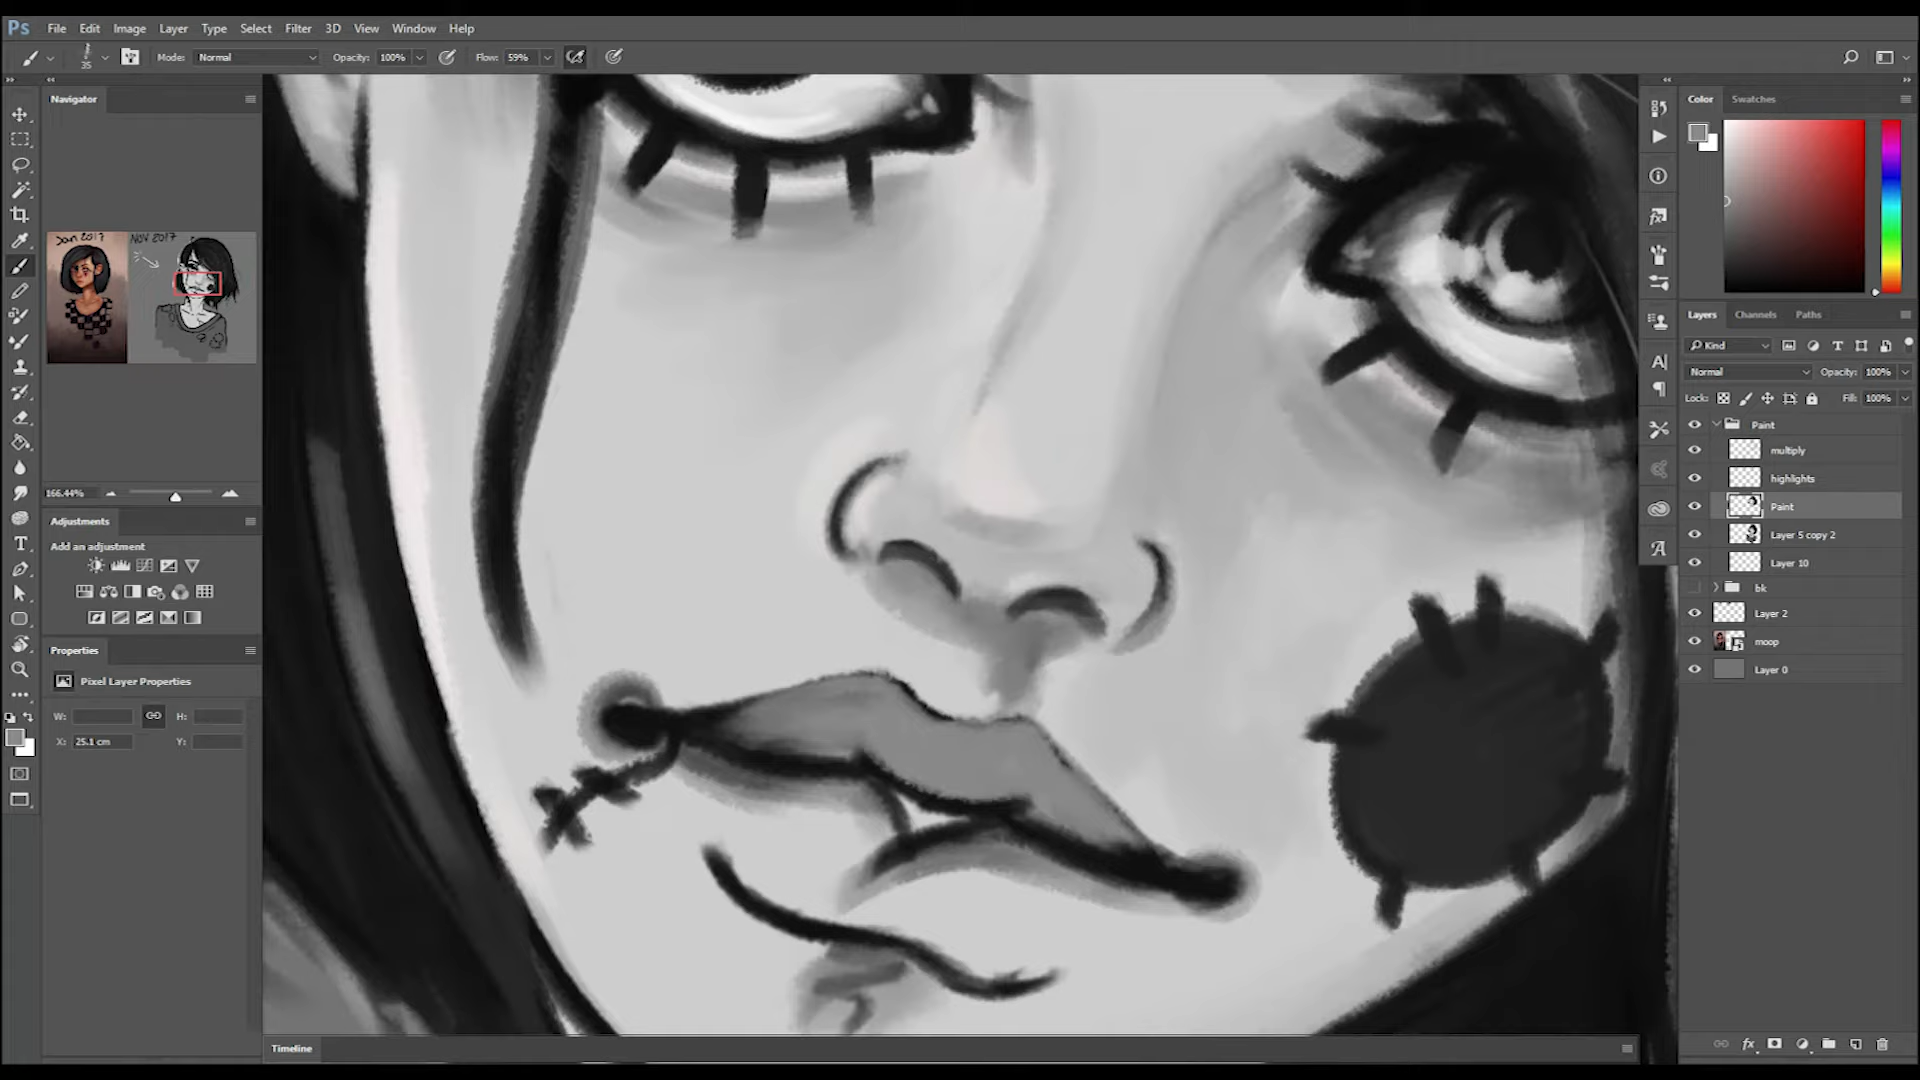 Ps File Edit Image Layer Type Select Filter 3D View Window Help
35 Mode: Normal Opacity: 100% Flow: 59%
Navigator
Jan 2017 NOV 2017
166.44%
Adjustments
Add an adjustment
Properties
Pixel Layer Properties
W: H:
X: 25.1 cm Y:
Timeline
Color Swatches
Layers Channels Paths
Kind
Normal Opacity: 100%
Lock: Fill: 100%
Paint
multiply
highlights
Paint
Layer 5 copy 2
Layer 10
bk
Layer 2
moop
Layer 0
fx